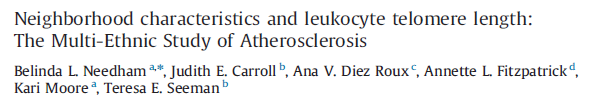 Neighborhood characteristics and leukocyte telomere length:
The Multi-Ethnic Study of Atherosclerosis
Belinda L. Needham a,*, Judith E. Carroll b, Ana V. Diez Roux c, Annette L. Fitzpatrick d,
Kari Moore a, Teresa E. Seeman b